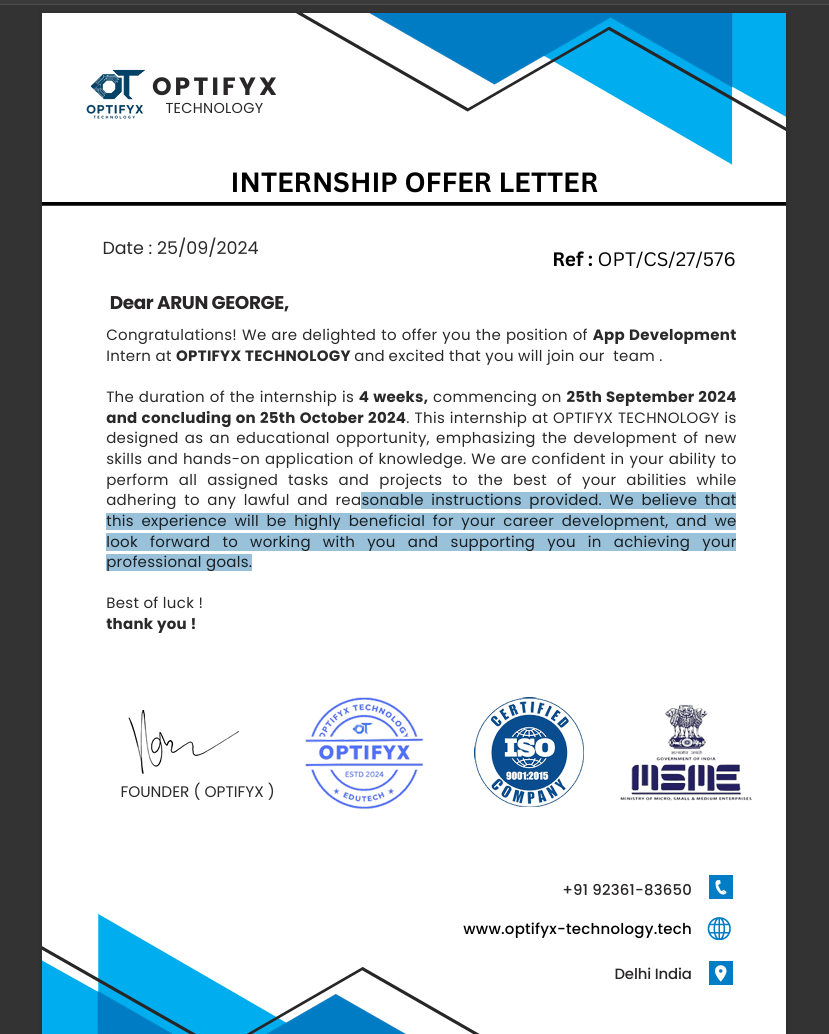 OPTIFYX
TECHNOLOGY
OPTIFYX
TECHNOLOGY
INTERNSHIP OFFER LETTER
Date : 25/09/2024
Ref : OPT/CS/27/576
Dear ARUN GEORGE,
Congratulations! We are delighted to offer you the position of App Development
Intern at OPTIFYX TECHNOLOGY and excited that you will join our team .
The duration of the internship is 4 weeks, commencing on 25th September 2024
and concluding on 25th October 2024. This internship at OPTIFYX TECHNOLOGY is
designed as an educational opportunity, emphasizing the development of new
skills and hands-on application of knowledge. We are confident in your ability to
perform all assigned tasks and projects to the best of your abilities while
adhering to any lawful and reasonable instructions provided. We believe that
this experience will be highly beneficial for your career development, and we
look forward to working with you and supporting you in achieving your
professional goals.
Best of luck !
thank you !
FOUNDER ( OPTIFYX )
OPTIFYX TECHNOLOGY
OPTIFYX
ESTD 2024
EDUTECH
CERTIFIED
ISO
9001:2015
COMPANY
GOVERNMENT OF INDIA
MSME
MINISTRY OF MICRO, SMALL & MEDIUM ENTERPRISES
+91 92361-83650
www.optifyx-technology.tech
Delhi India